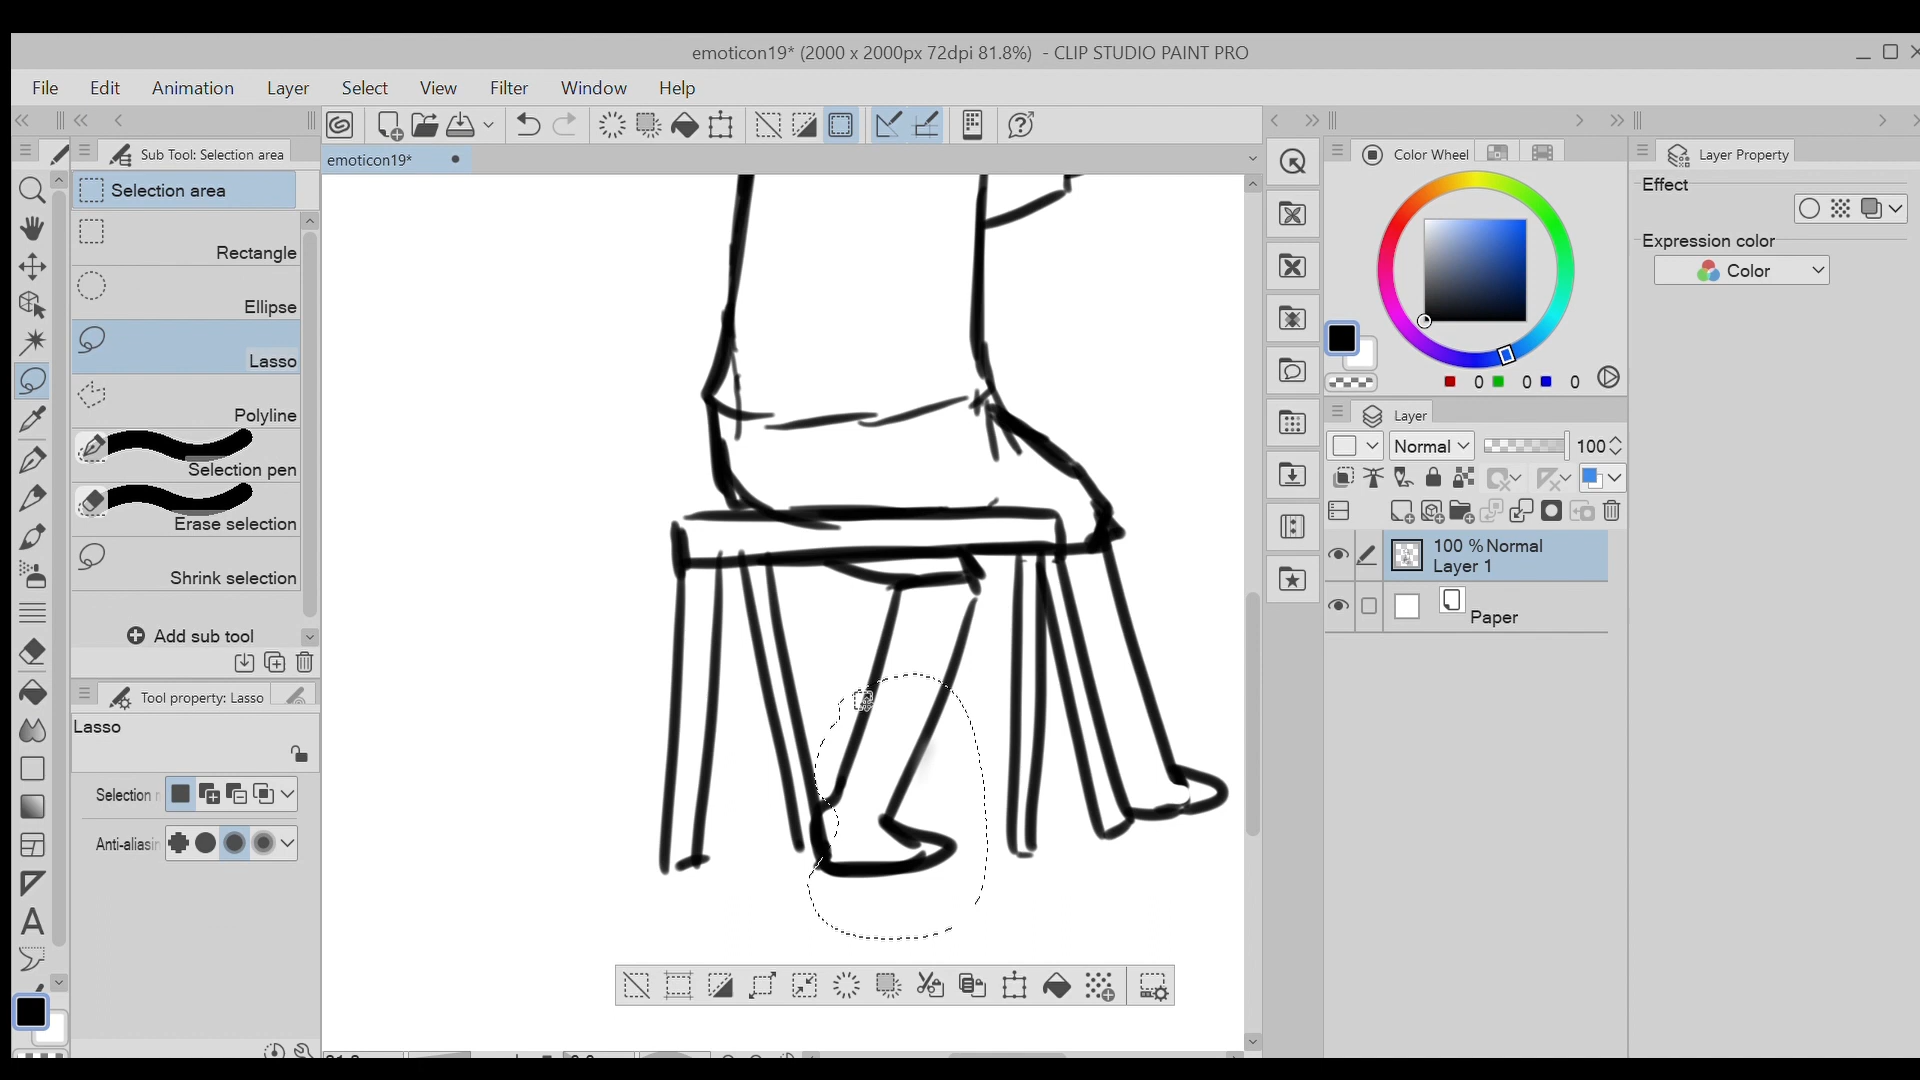 emoticon19* (2000 x 2000px 72dpi 81.8%) - CLIP STUDIO PAINT PRO
File Edit Animation Layer Select View Filter Window Help
Sub Tool: Selection area
Selection area
Rectangle
Ellipse
Lasso
Polyline
Selection pen
Erase selection
Shrink selection
Add sub tool
Tool property: Lasso
Lasso
Selection
Anti-aliasin
emoticon19*
Color Wheel
0 0 0
Layer
Normal 100
100 % Normal
Layer 1
Paper
Layer Property
Effect
Expression color
Color